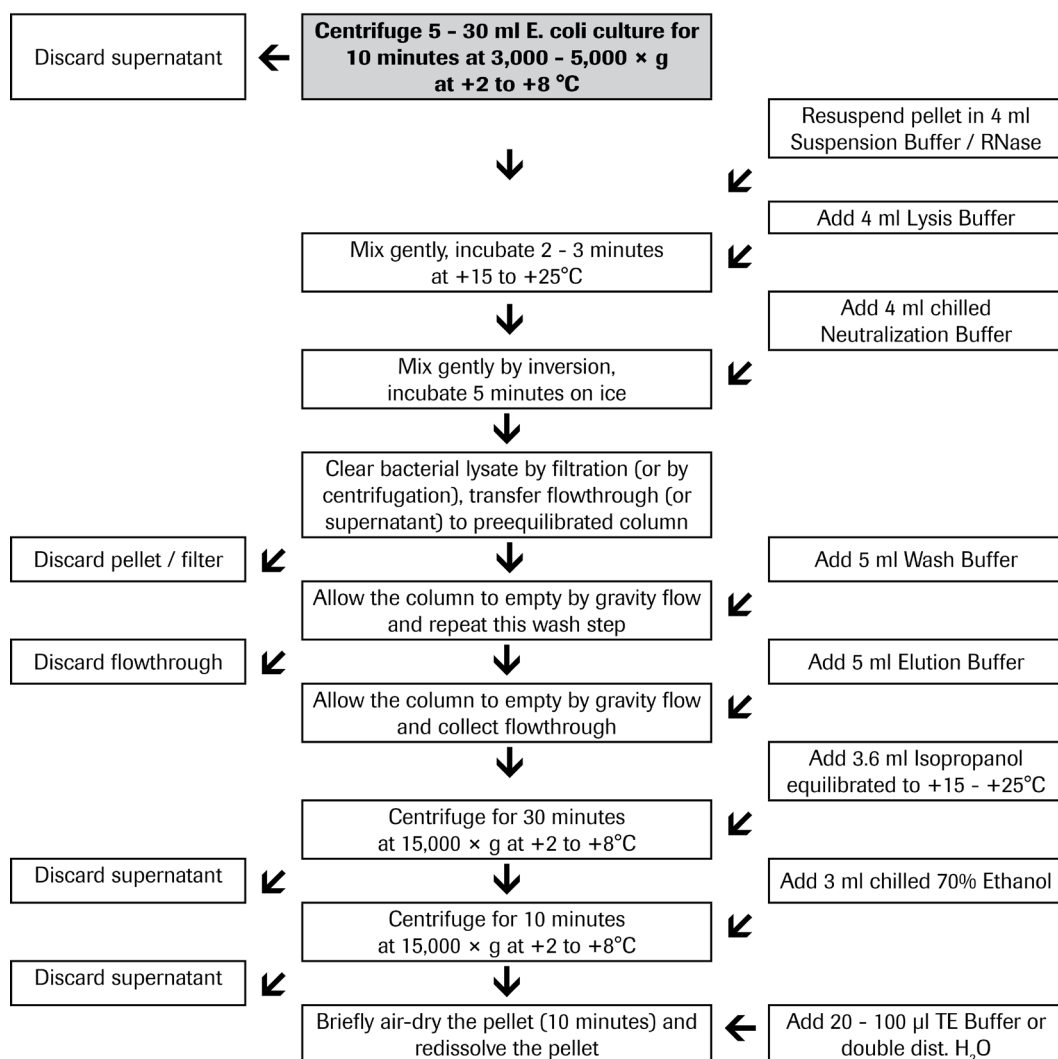 Discard supernatant
Centrifuge 5 - 30 ml E. coli culture for
10 minutes at 3,000 - 5,000 × g
at +2 to +8 °C
Resuspend pellet in 4 ml
Suspension Buffer / RNase
Add 4 ml Lysis Buffer
Mix gently, incubate 2 - 3 minutes
at +15 to +25°C
Add 4 ml chilled
Neutralization Buffer
Mix gently by inversion,
incubate 5 minutes on ice
Clear bacterial lysate by filtration (or by
centrifugation), transfer flowthrough (or
supernatant) to preequilibrated column
Discard pellet / filter
Add 5 ml Wash Buffer
Allow the column to empty by gravity flow
and repeat this wash step
Discard flowthrough
Add 5 ml Elution Buffer
Allow the column to empty by gravity flow
and collect flowthrough
Add 3.6 ml Isopropanol
equilibrated to +15 - +25°C
Centrifuge for 30 minutes
at 15,000 × g at +2 to +8°C
Discard supernatant
Add 3 ml chilled 70% Ethanol
Centrifuge for 10 minutes
at 15,000 × g at +2 to +8°C
Discard supernatant
Briefly air-dry the pellet (10 minutes) and
redissolve the pellet
Add 20 - 100 µl TE Buffer or
double dist. H₂O